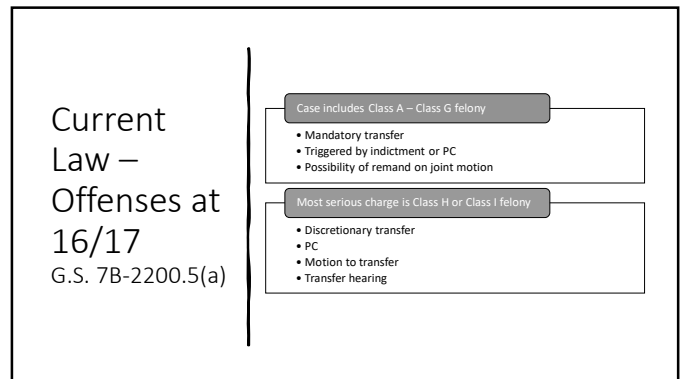 Current
Law –
Offenses at
16/17
G.S. 7B-2200.5(a)
Case includes Class A – Class G felony
• Mandatory transfer
• Triggered by indictment or PC
• Possibility of remand on joint motion
Most serious charge is Class H or Class I felony
• Discretionary transfer
• PC
• Motion to transfer
• Transfer hearing